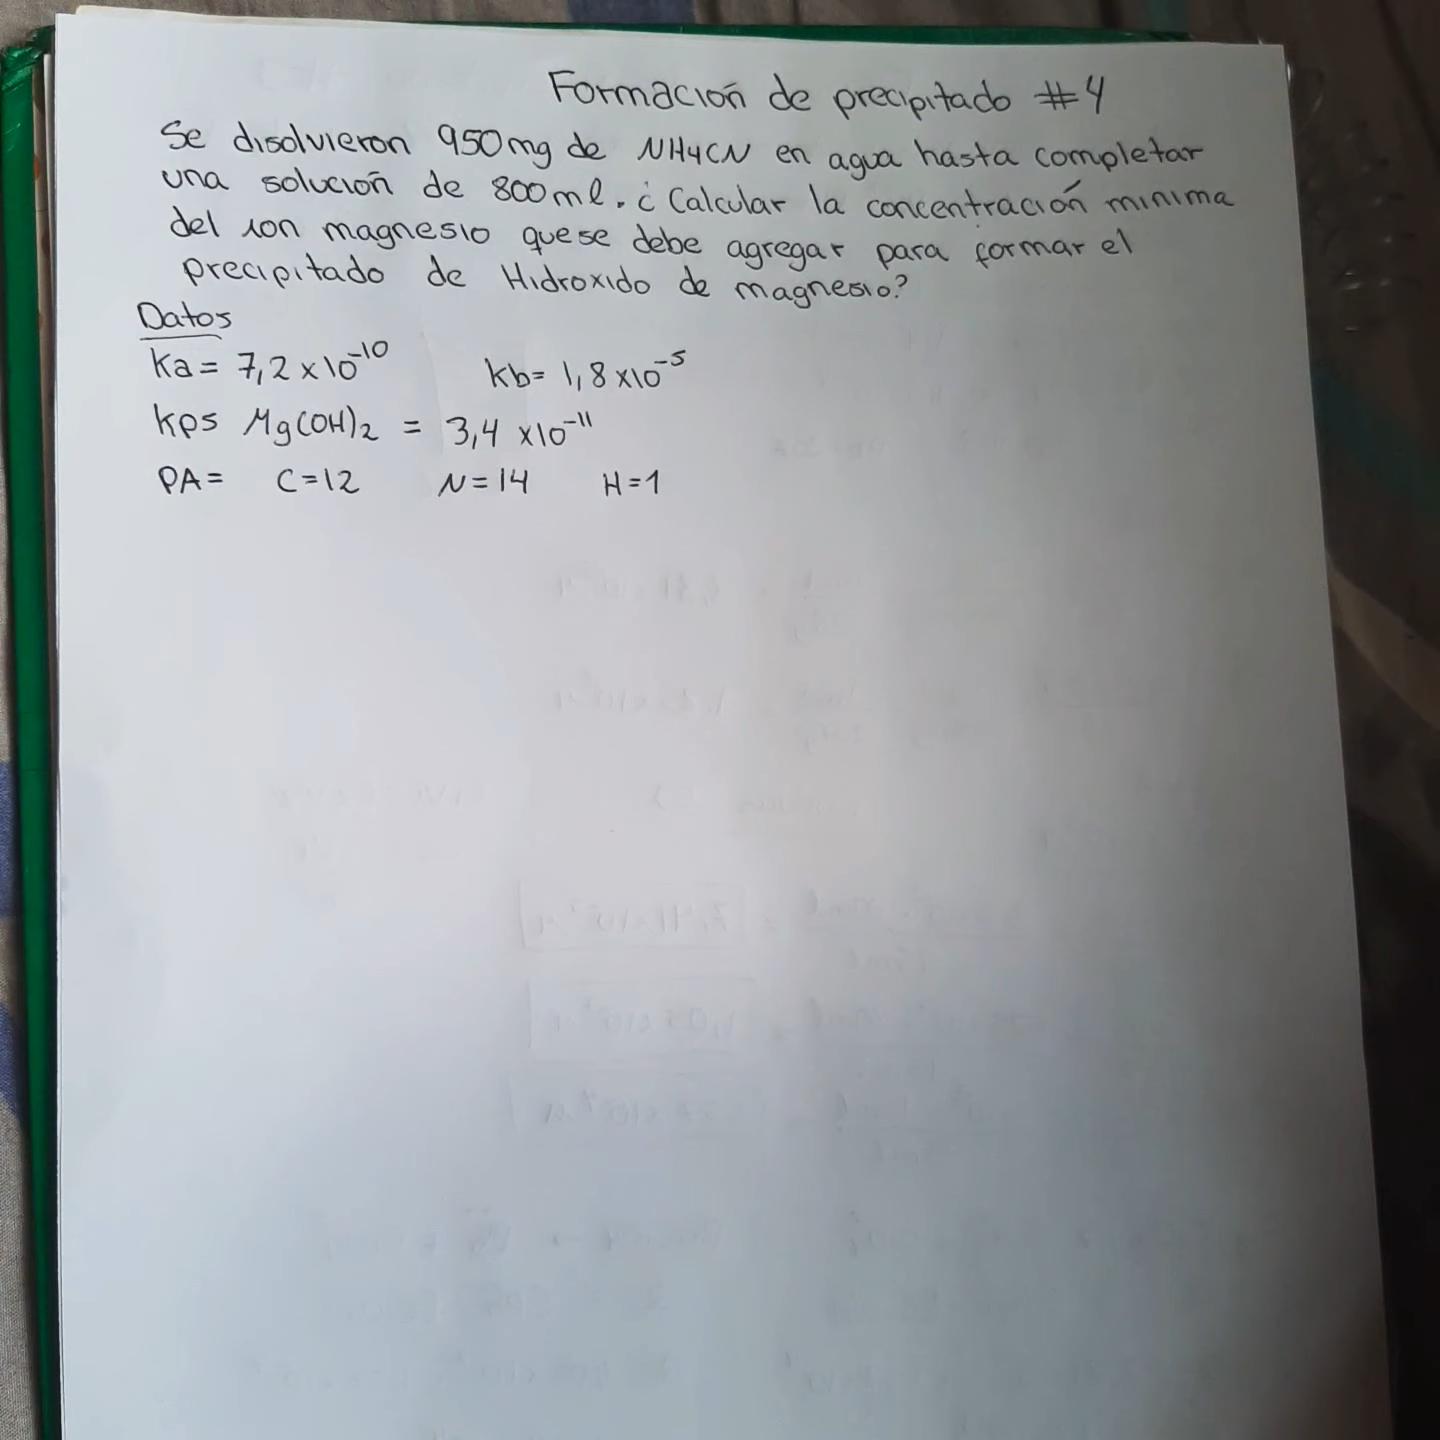 Formación de precipitado #4
Se disolvieron 950mg de NH4CN en agua hasta completar
una solución de 800ml. ¿ Calcular la concentración minima
del ion magnesio que se debe agregar para formar el
precipitado de Hidroxido de magnesio?
Datos
Ka = 7,2 x 10⁻¹⁰ kb = 1,8 x10⁻⁵
Kps Mg(OH)₂ = 3,4 x10⁻¹¹
PA= C=12 N=14 H=1